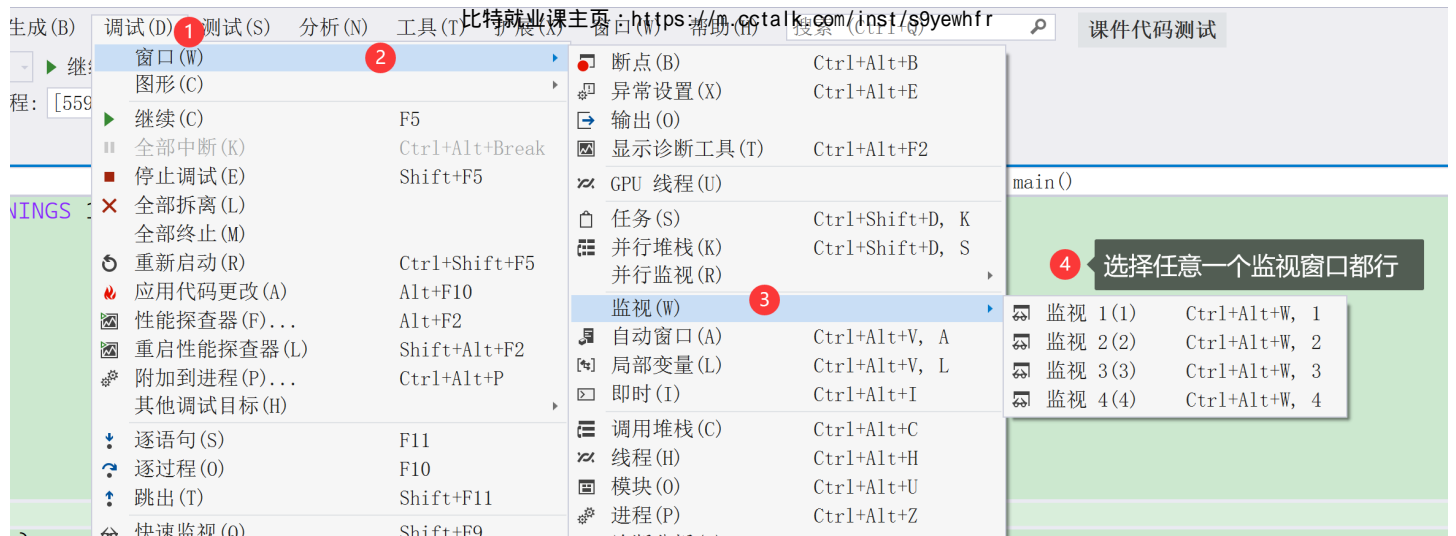 比特就业课主页：https://m.cctalk.com/inst/s9yewhfr
生成(B) 调试(D) 测试(S) 分析(N) 工具(T) 扩展(X) 窗口(W) 帮助(H) 搜索 (Ctrl+Q) 课件代码测试
1
窗口(W)
2
图形(C)
程: [559
继续(C) F5
全部中断(K) Ctrl+Alt+Break
停止调试(E) Shift+F5
全部拆离(L)
全部终止(M)
重新启动(R) Ctrl+Shift+F5
应用代码更改(A) Alt+F10
性能探查器(F)... Alt+F2
重启性能探查器(L) Shift+Alt+F2
附加到进程(P)... Ctrl+Alt+P
其他调试目标(H)
逐语句(S) F11
逐过程(O) F10
跳出(T) Shift+F11
快速监视(Q) Shift+F9
断点(B) Ctrl+Alt+B
异常设置(X) Ctrl+Alt+E
输出(O)
显示诊断工具(T) Ctrl+Alt+F2
GPU 线程(U)
任务(S) Ctrl+Shift+D, K
并行堆栈(K) Ctrl+Shift+D, S
并行监视(R)
监视(W)
3
自动窗口(A) Ctrl+Alt+V, A
局部变量(L) Ctrl+Alt+V, L
即时(I) Ctrl+Alt+I
调用堆栈(C) Ctrl+Alt+C
线程(H) Ctrl+Alt+H
模块(O) Ctrl+Alt+U
进程(P) Ctrl+Alt+Z
main()
4 选择任意一个监视窗口都行
监视 1(1) Ctrl+Alt+W, 1
监视 2(2) Ctrl+Alt+W, 2
监视 3(3) Ctrl+Alt+W, 3
监视 4(4) Ctrl+Alt+W, 4